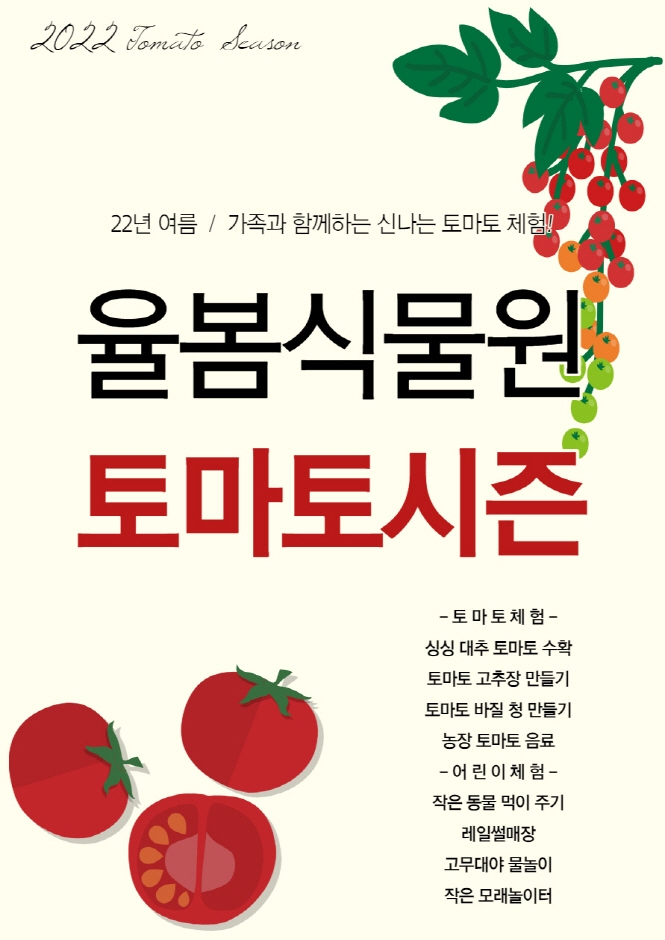 2022 Tomato Season
22년 여름 / 가족과 함께하는 신나는 토마토 체험!
율봄식물원
토마토시즌
- 토 마 토 체 험 -
싱싱 대추 토마토 수확
토마토 고추장 만들기
토마토 바질 청 만들기
농장 토마토 음료
- 어 린 이 체 험 -
작은 동물 먹이 주기
레일썰매장
고무대야 물놀이
작은 모래놀이터